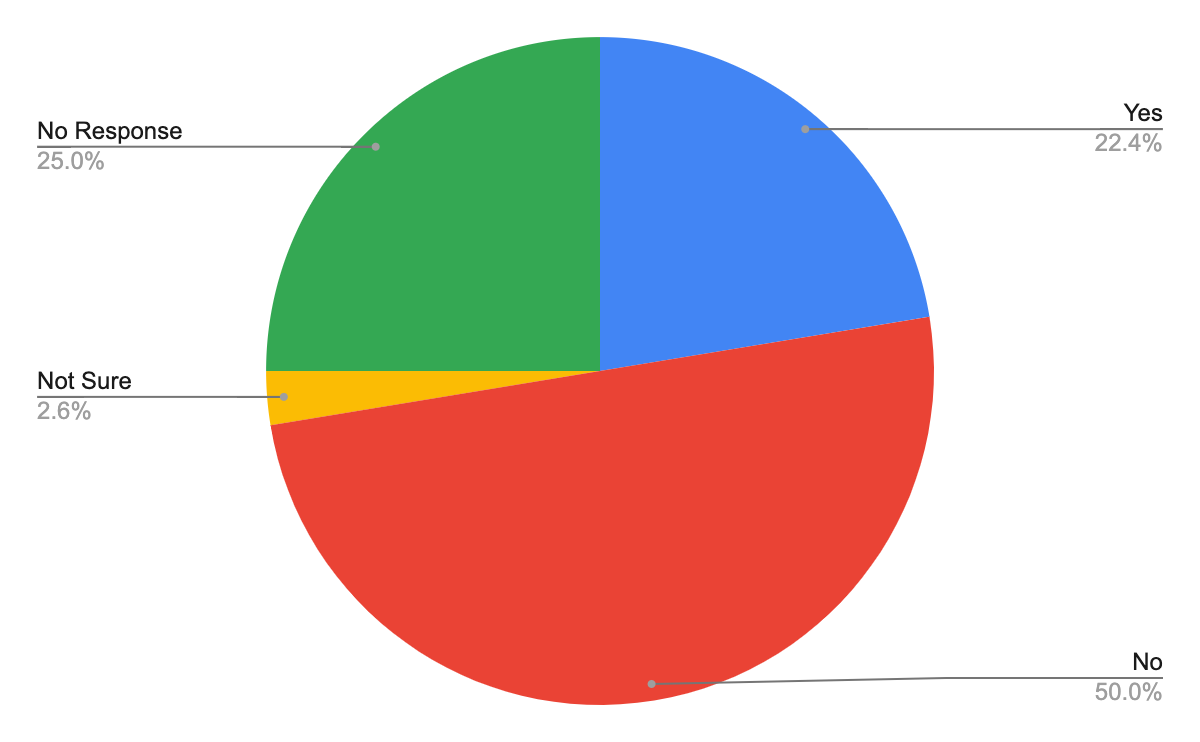 No Response
25.0%
Yes
22.4%
Not Sure
2.6%
No
50.0%